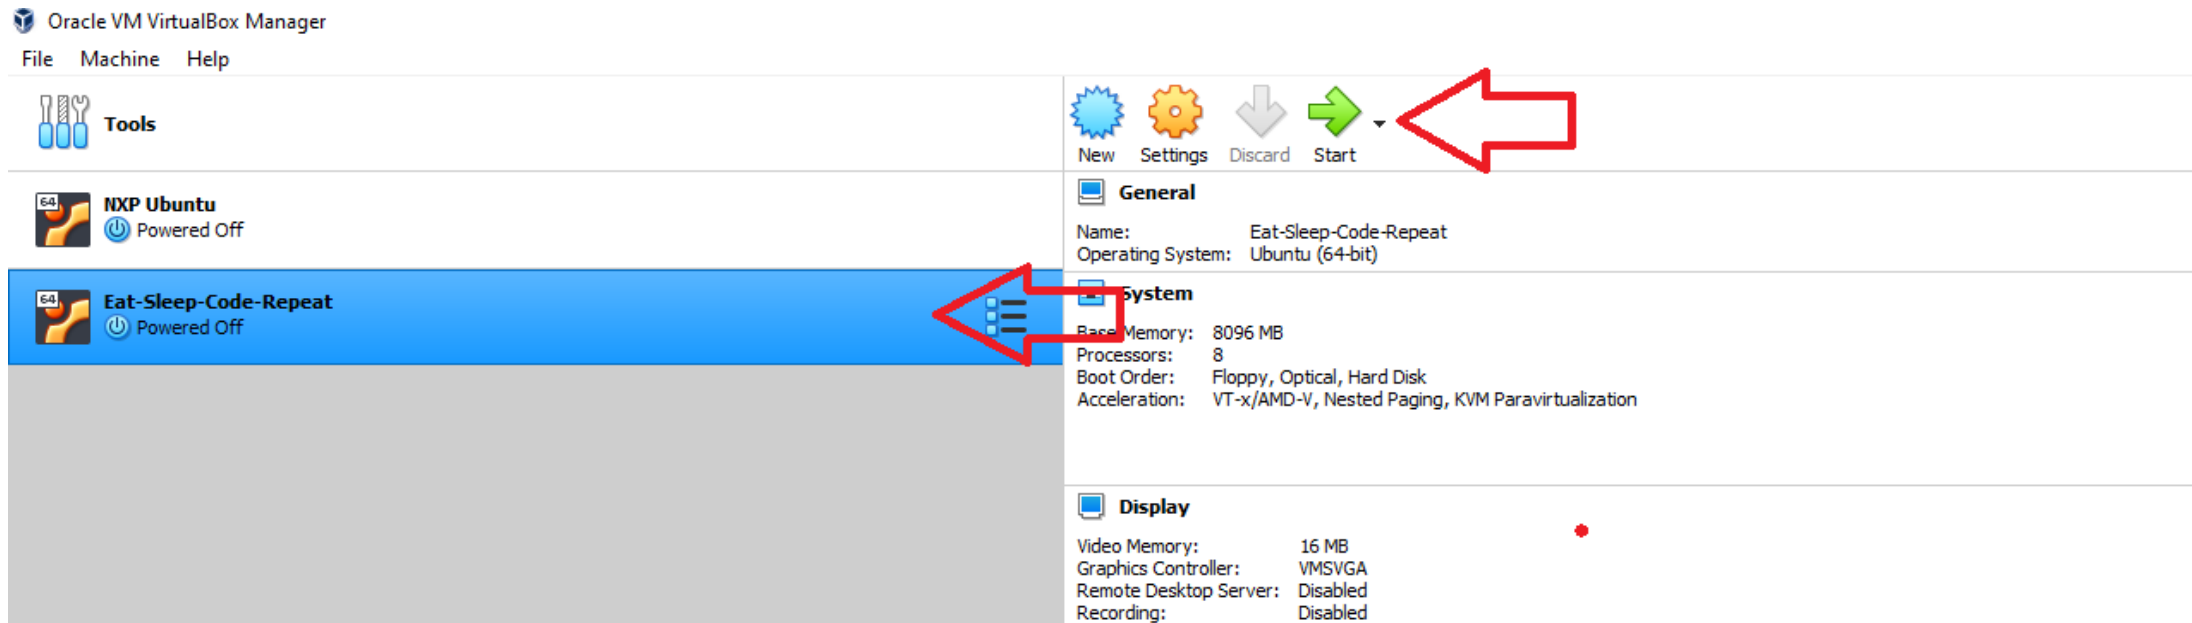 Oracle VM VirtualBox Manager
File Machine Help
Tools
New Settings Discard Start
64
NXP Ubuntu
Powered Off
64
Eat-Sleep-Code-Repeat
Powered Off
General
Name: Eat-Sleep-Code-Repeat
Operating System: Ubuntu (64-bit)
System
Base Memory: 8096 MB
Processors: 8
Boot Order: Floppy, Optical, Hard Disk
Acceleration: VT-x/AMD-V, Nested Paging, KVM Paravirtualization
Display
Video Memory: 16 MB
Graphics Controller: VMSVGA
Remote Desktop Server: Disabled
Recording: Disabled